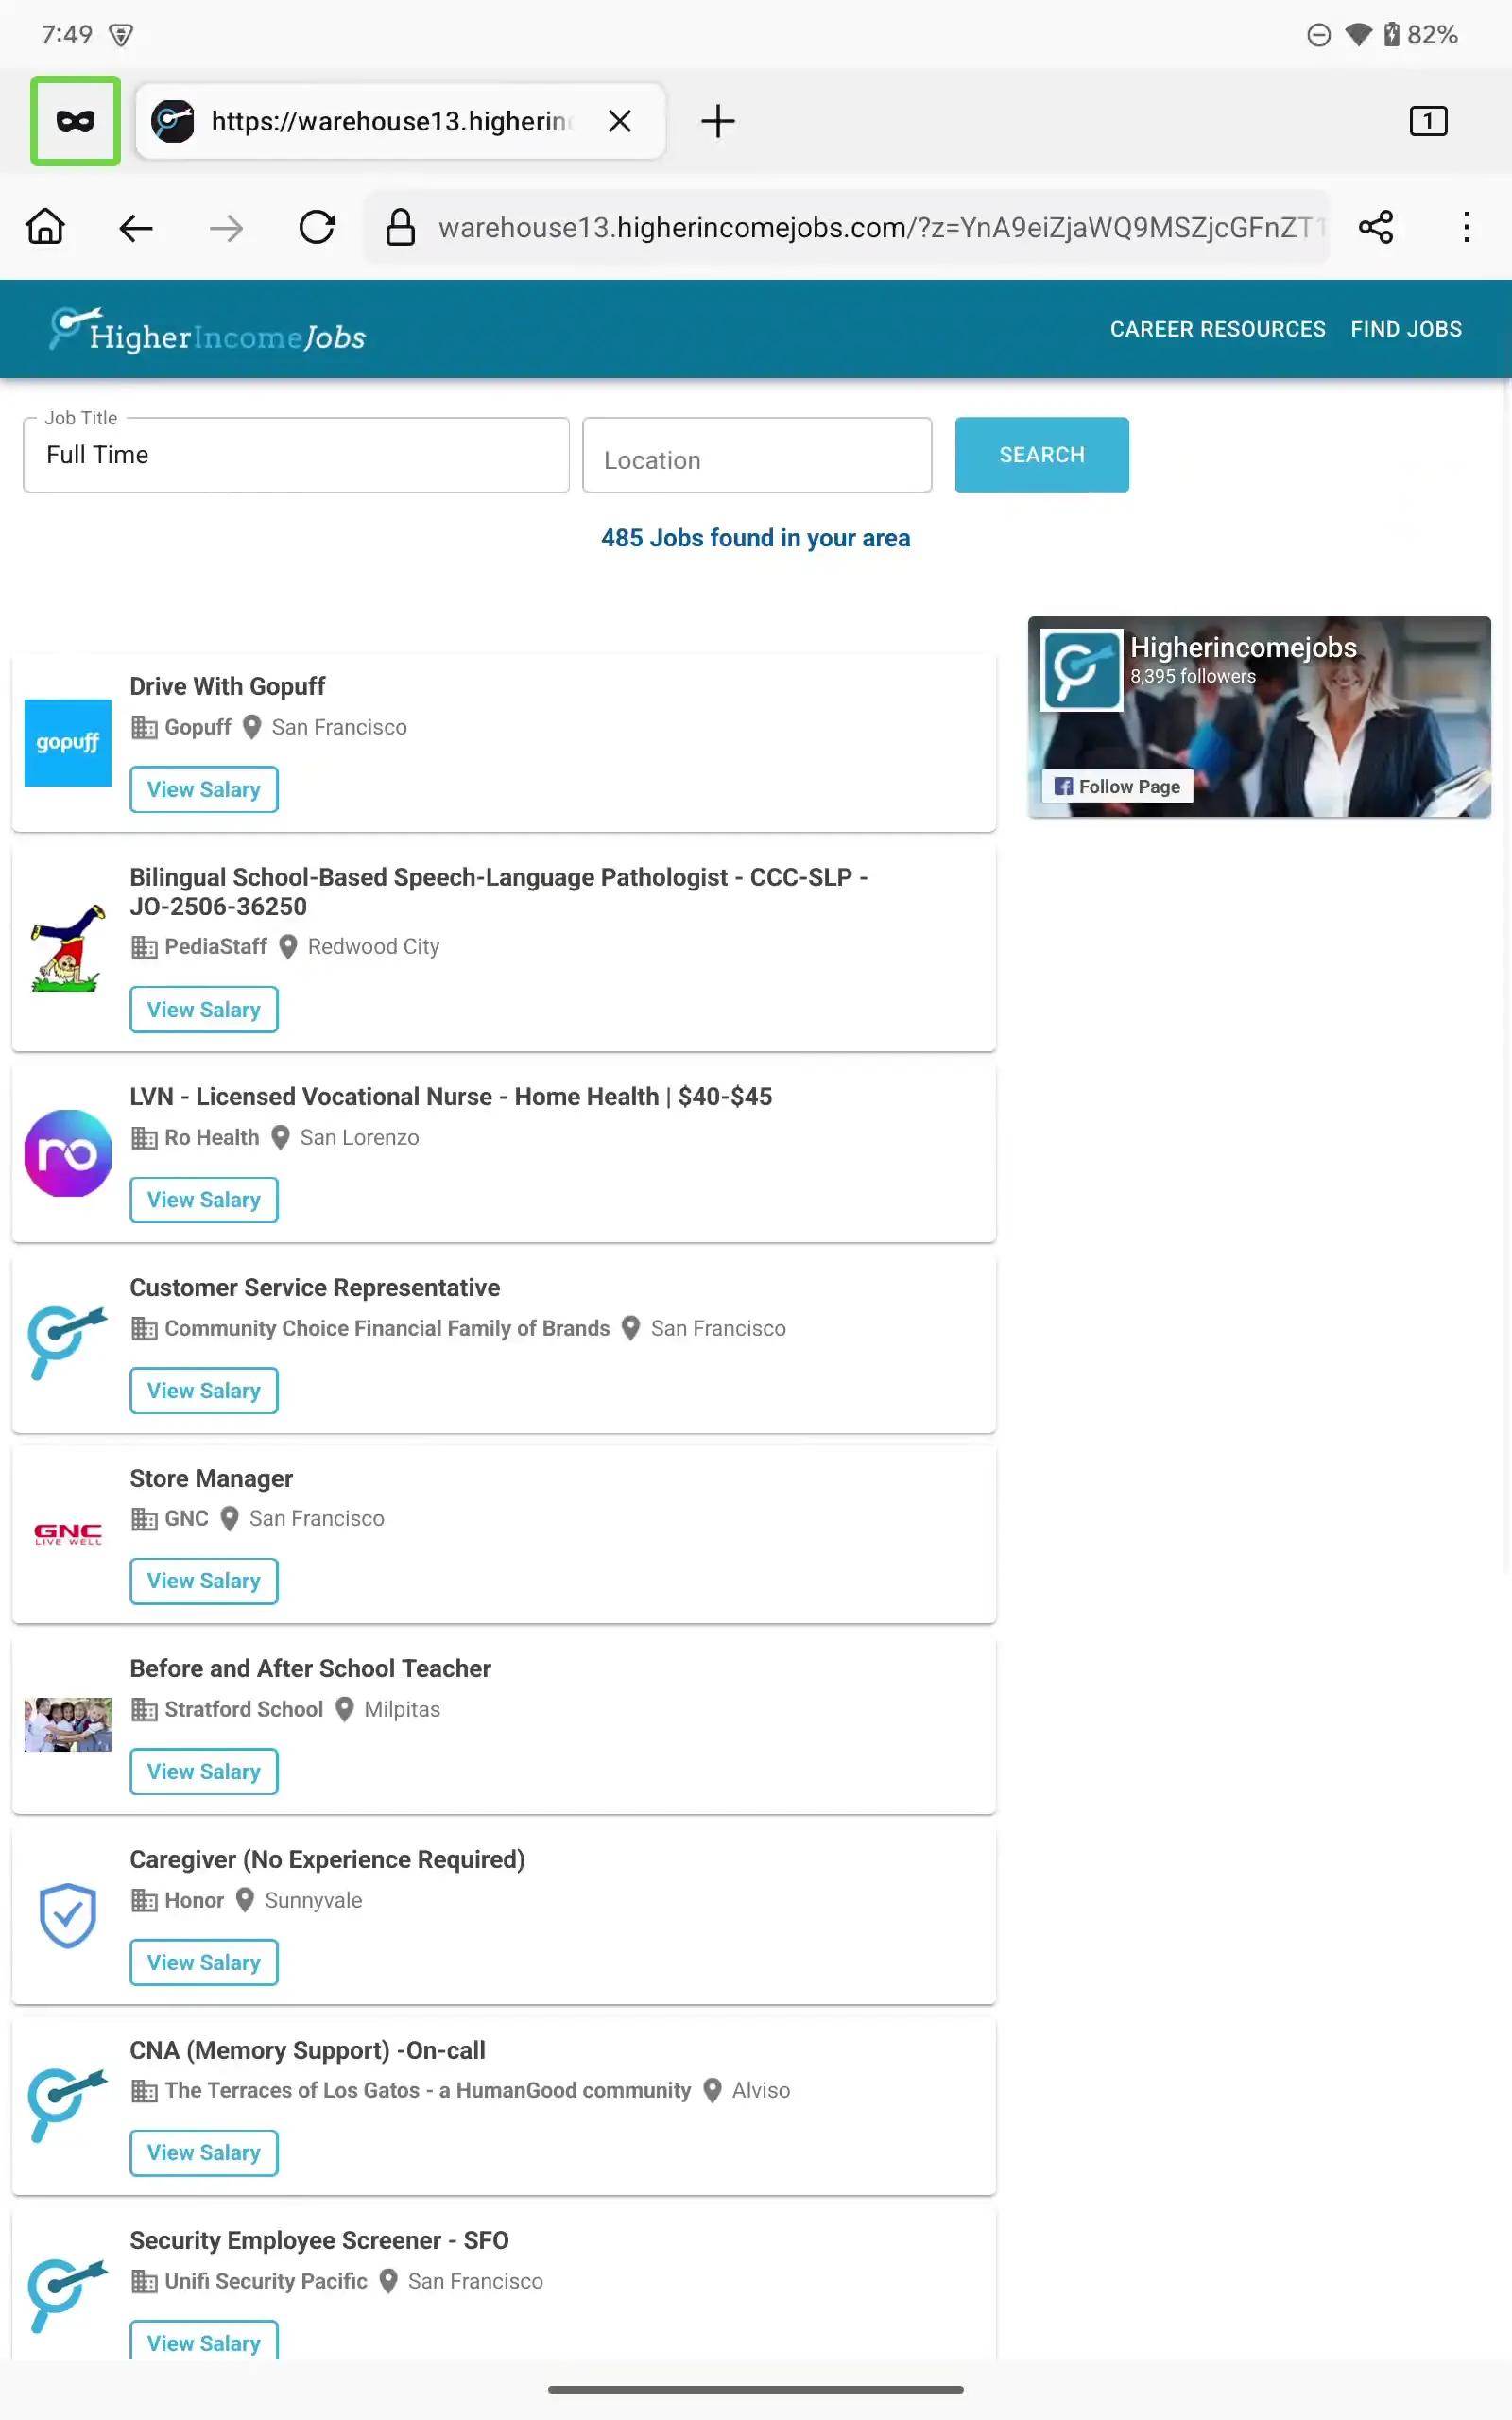 7:49
82%
https://warehouse13.higherin
1
warehouse13.higherincomejobs.com/?z=YnA9eiZjaWQ9MSZjcGFnZT1
HigherIncomeJobs
CAREER RESOURCES FIND JOBS
Job Title
Full Time
Location
SEARCH
485 Jobs found in your area
Higherincomejobs
8,395 followers
Follow Page
gopuff
Drive With Gopuff
Gopuff San Francisco
View Salary
Bilingual School-Based Speech-Language Pathologist - CCC-SLP -
JO-2506-36250
PediaStaff Redwood City
View Salary
ro
LVN - Licensed Vocational Nurse - Home Health | $40-$45
Ro Health San Lorenzo
View Salary
Customer Service Representative
Community Choice Financial Family of Brands San Francisco
View Salary
GNC
LIVE WELL
Store Manager
GNC San Francisco
View Salary
Before and After School Teacher
Stratford School Milpitas
View Salary
Caregiver (No Experience Required)
Honor Sunnyvale
View Salary
CNA (Memory Support) -On-call
The Terraces of Los Gatos - a HumanGood community Alviso
View Salary
Security Employee Screener - SFO
Unifi Security Pacific San Francisco
View Salary